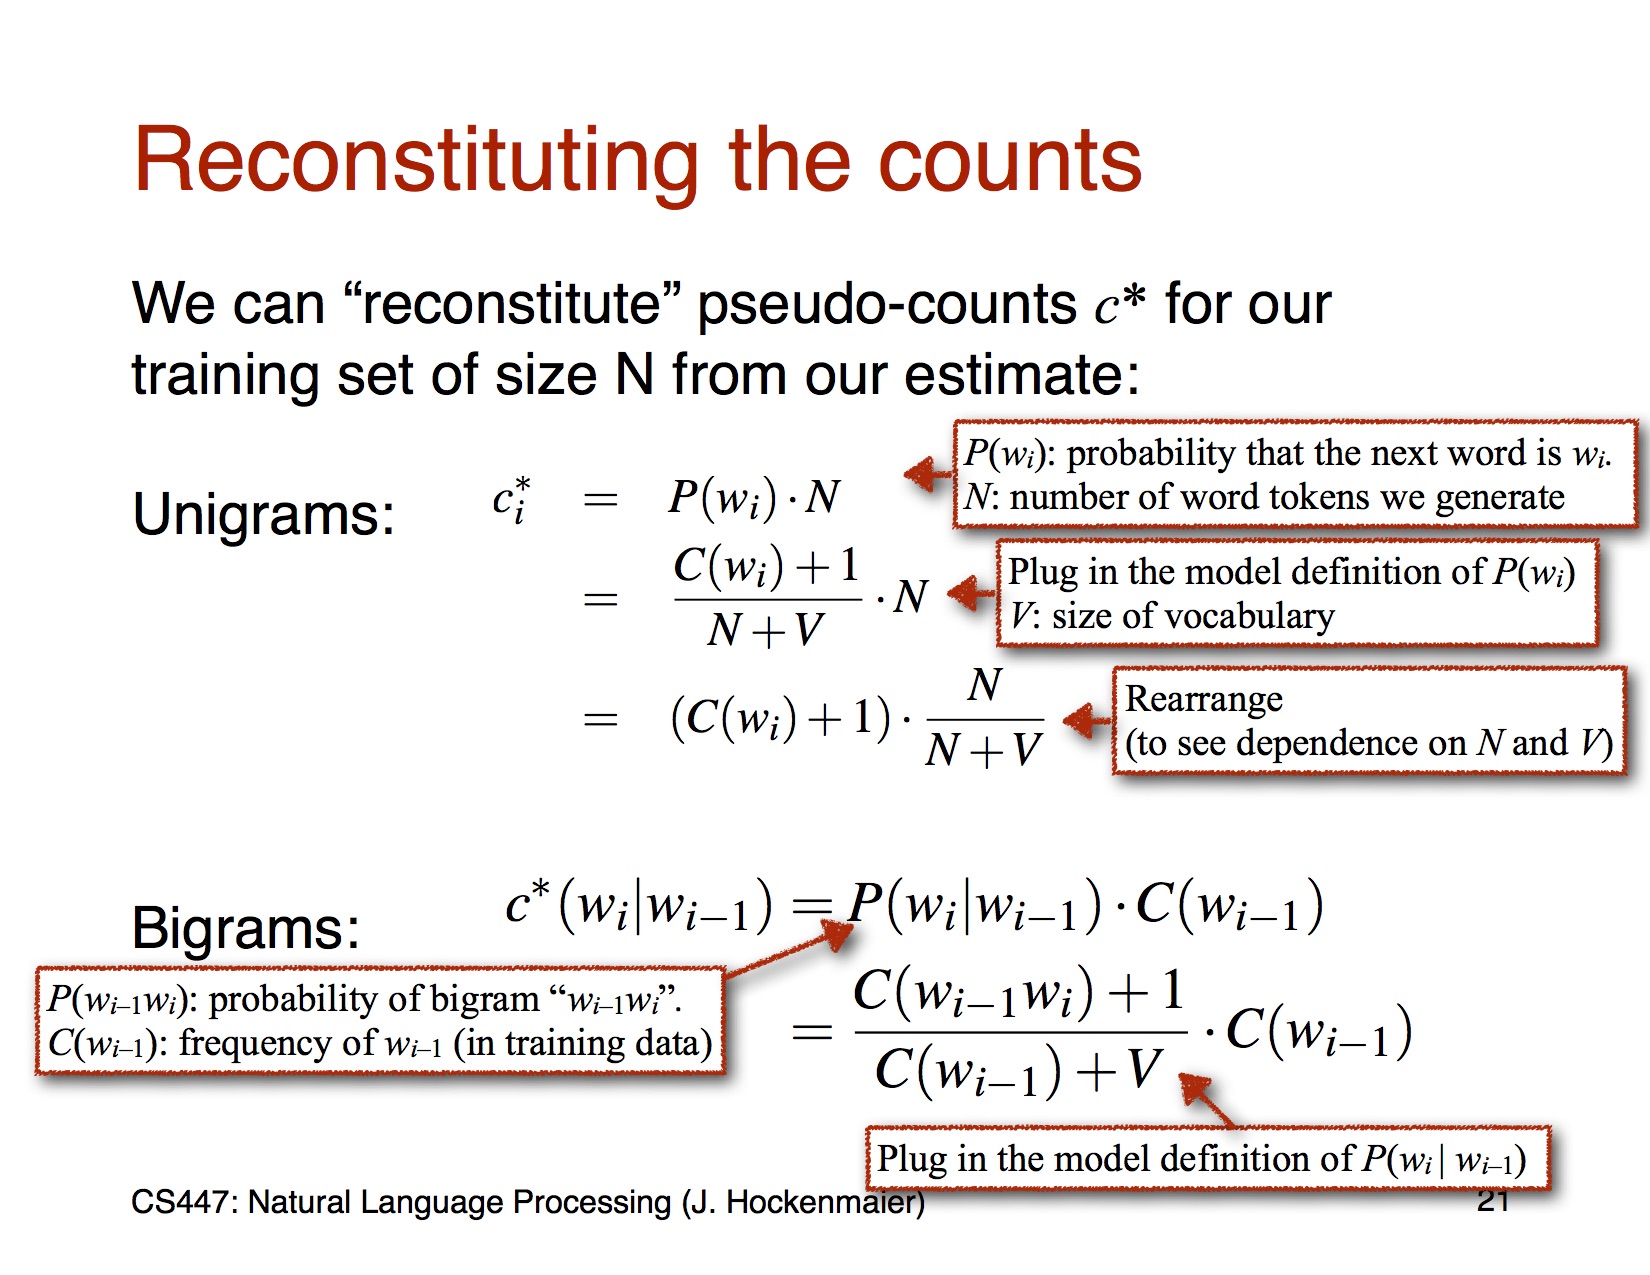 Reconstituting the counts
We can “reconstitute” pseudo-counts c* for our
training set of size N from our estimate:
Unigrams: c_i^* = P(w_i) · N
P(w_i): probability that the next word is w_i.
N: number of word tokens we generate
= \frac{C(w_i) + 1}{N + V} · N
Plug in the model definition of P(w_i)
V: size of vocabulary
= (C(w_i) + 1) · \frac{N}{N + V}
Rearrange
(to see dependence on N and V)
Bigrams: c^*(w_i|w_{i−1}) = P(w_i|w_{i−1}) · C(w_{i−1})
P(w_{i–1}w_i): probability of bigram “w_{i–1}w_i”.
C(w_{i–1}): frequency of w_{i–1} (in training data)
= \frac{C(w_{i−1}w_i) + 1}{C(w_{i−1}) + V} · C(w_{i−1})
Plug in the model definition of P(w_i | w_{i–1})
CS447: Natural Language Processing (J. Hockenmaier)
21